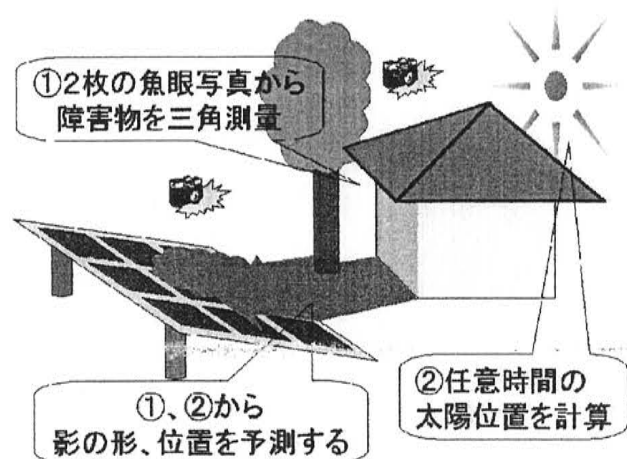 ①2枚の魚眼写真から
障害物を三角測量
②任意時間の
太陽位置を計算
①、②から
影の形、位置を予測する